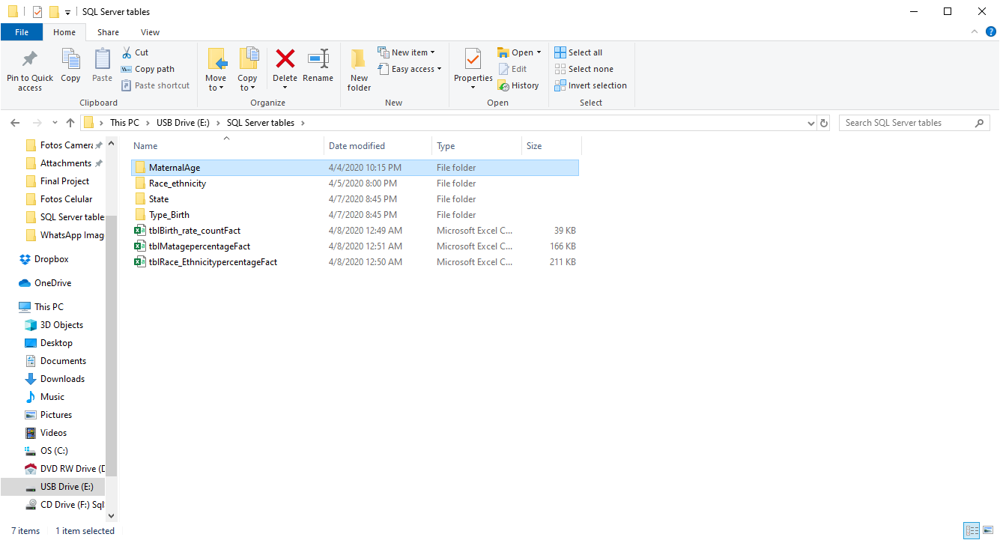 SQL Server tables
File Home Share View
Pin to Quick access
Copy
Paste
Cut
Copy path
Paste shortcut
Clipboard
Move to
Copy to
Delete
Rename
Organize
New folder
New item
Easy access
New
Properties
Open
Edit
History
Open
Select all
Select none
Invert selection
Select
This PC > USB Drive (E:) > SQL Server tables >
Search SQL Server tables
Fotos Camera
Attachments
Final Project
Fotos Celular
SQL Server table
WhatsApp Imag
Dropbox
OneDrive
This PC
3D Objects
Desktop
Documents
Downloads
Music
Pictures
Videos
OS (C:)
DVD RW Drive (D
USB Drive (E:)
CD Drive (F:) Sql
Name Date modified Type Size
MaternalAge 4/4/2020 10:15 PM File folder
Race_ethnicity 4/5/2020 8:00 PM File folder
State 4/7/2020 8:45 PM File folder
Type_Birth 4/7/2020 8:45 PM File folder
tblBirth_rate_countFact 4/8/2020 12:49 AM Microsoft Excel C... 39 KB
tblMatagepercentageFact 4/8/2020 12:51 AM Microsoft Excel C... 166 KB
tblRace_EthnicitypercentageFact 4/8/2020 12:50 AM Microsoft Excel C... 211 KB
7 items 1 item selected